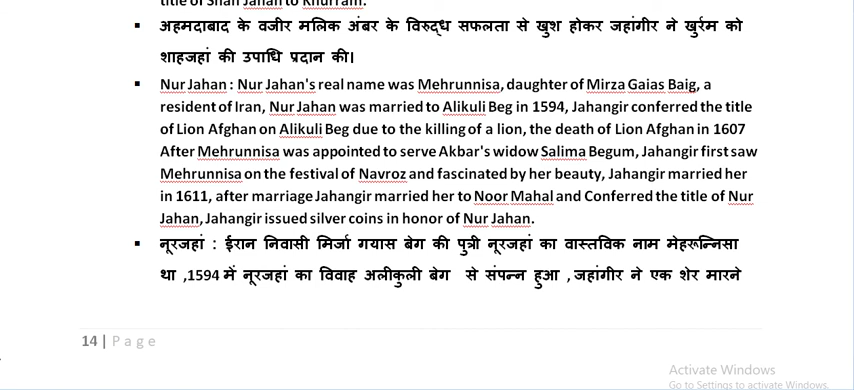 title of Shah Jahan to Khurram.
▪ अहमदाबाद के वजीर मलिक अंबर के विरुद्ध सफलता से खुश होकर जहांगीर ने खुर्रम को
शाहजहां की उपाधि प्रदान की।
▪ Nur Jahan : Nur Jahan's real name was Mehrunnisa, daughter of Mirza Gaias Baig, a
resident of Iran, Nur Jahan was married to Alikuli Beg in 1594, Jahangir conferred the title
of Lion Afghan on Alikuli Beg due to the killing of a lion, the death of Lion Afghan in 1607
After Mehrunnisa was appointed to serve Akbar's widow Salima Begum, Jahangir first saw
Mehrunnisa on the festival of Navroz and fascinated by her beauty, Jahangir married her
in 1611, after marriage Jahangir married her to Noor Mahal and Conferred the title of Nur
Jahan, Jahangir issued silver coins in honor of Nur Jahan.
▪ नूरजहां : ईरान निवासी मिर्जा गयास बेग की पुत्री नूरजहां का वास्तविक नाम मेहरून्निसा
था ,1594 में नूरजहां का विवाह अलीकुली बेग से संपन्न हुआ , जहांगीर ने एक शेर मारने
14 | Page
Activate Windows
Go to Settings to activate Windows.